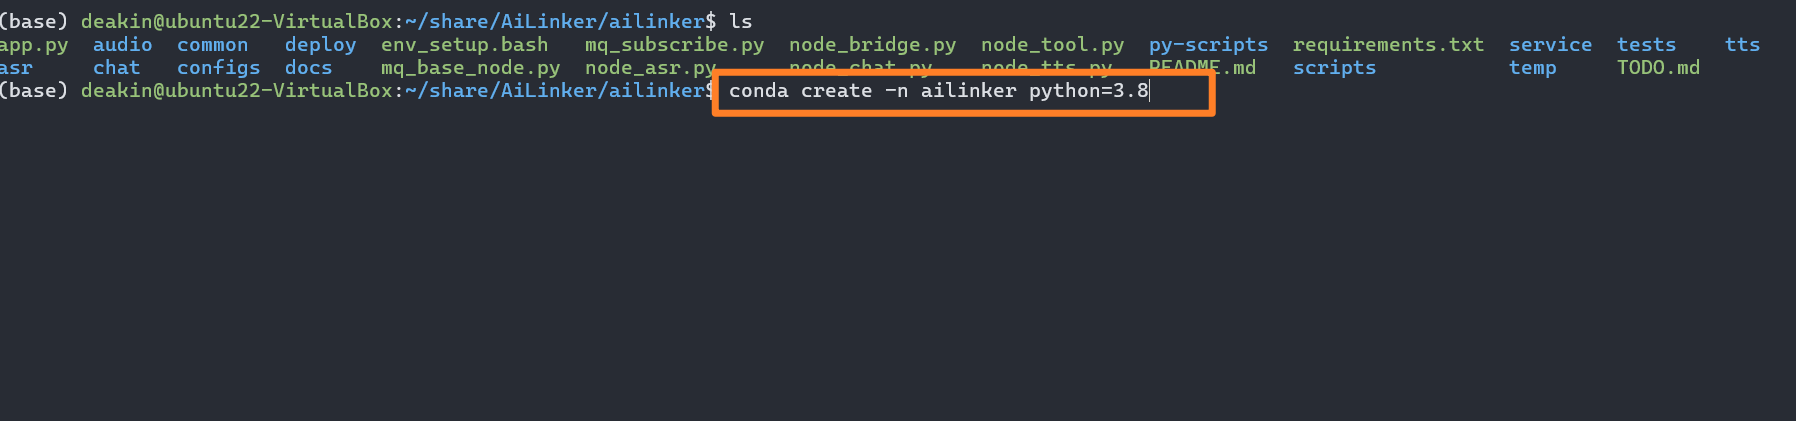 (base) deakin@ubuntu22-VirtualBox:~/share/AiLinker/ailinker$ ls
app.py audio common deploy env_setup.bash mq_subscribe.py node_bridge.py node_tool.py py-scripts requirements.txt service tests tts
asr chat configs docs mq_base_node.py node_asr.py node_chat.py node_tts.py README.md scripts temp TODO.md
(base) deakin@ubuntu22-VirtualBox:~/share/AiLinker/ailinker$ conda create -n ailinker python=3.8